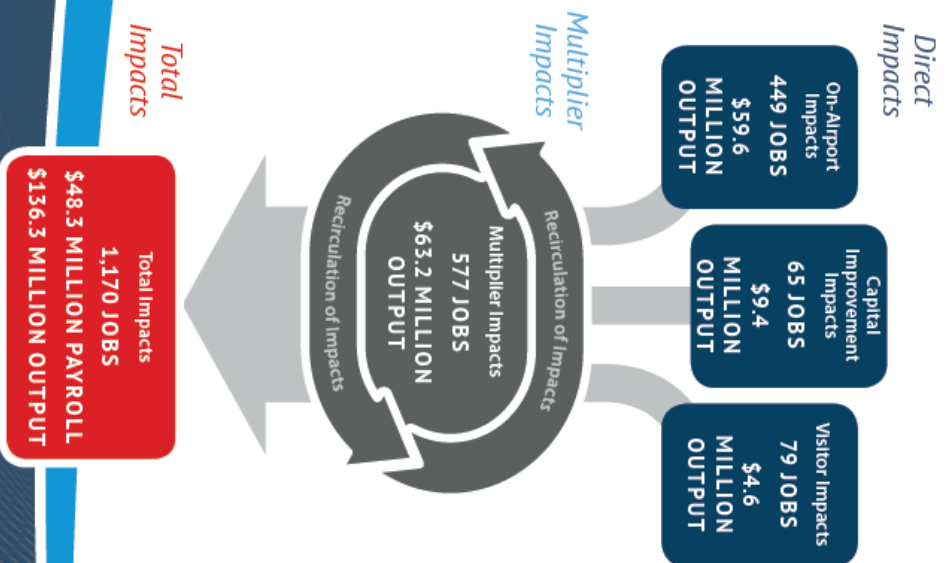 Direct
Impacts
On-Airport
Impacts
449 JOBS
$59.6
MILLION
OUTPUT
Capital
Improvement
Impacts
65 JOBS
$9.4
MILLION
OUTPUT
Visitor Impacts
79 JOBS
$4.6
MILLION
OUTPUT
Multiplier
Impacts
Recirculation of Impacts
Multiplier Impacts
577 JOBS
$63.2 MILLION
OUTPUT
Recirculation of Impacts
Total
Impacts
Total Impacts
1,170 JOBS
$48.3 MILLION PAYROLL
$136.3 MILLION OUTPUT